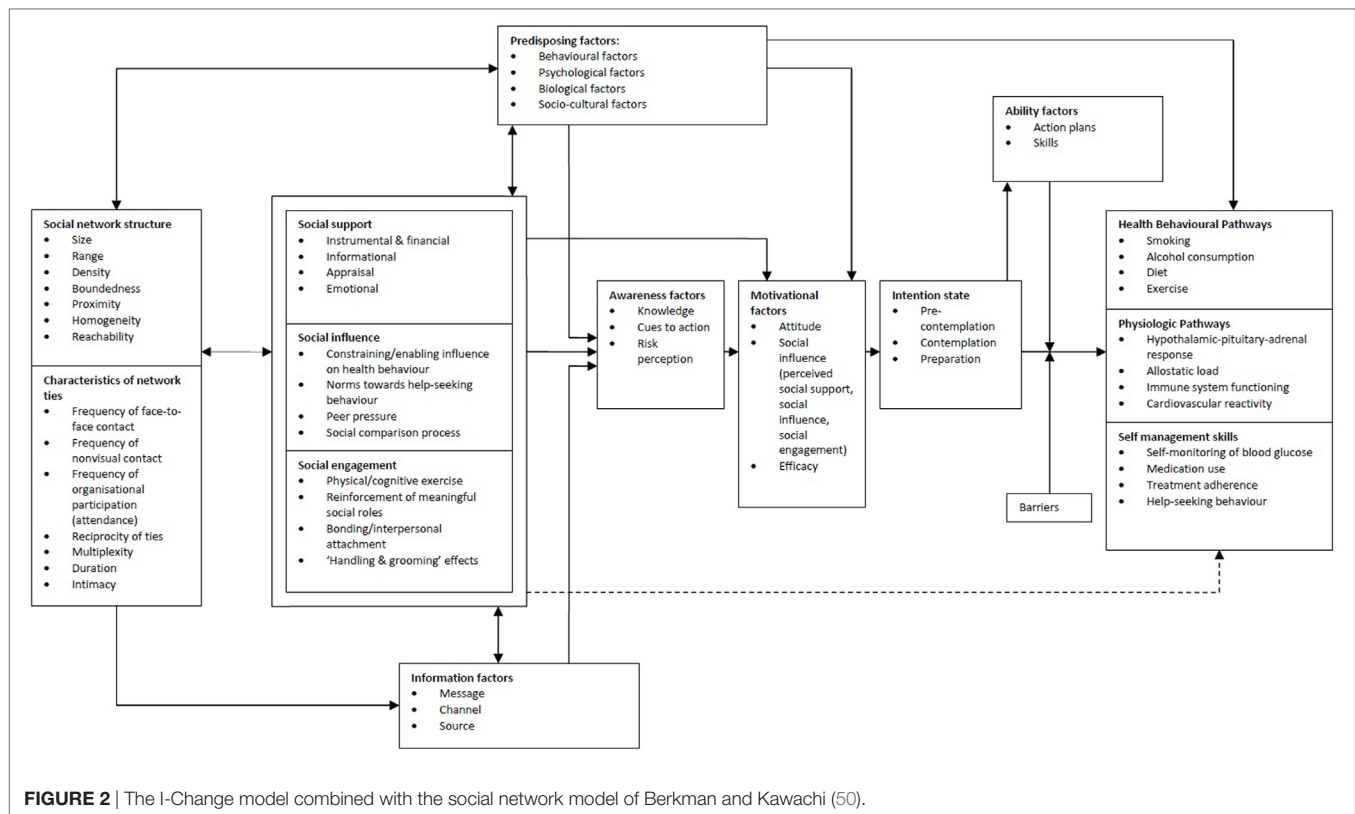 Predisposing factors:
• Behavioural factors
• Psychological factors
• Biological factors
• Socio-cultural factors
Ability factors
• Action plans
• Skills
Social network structure
• Size
• Range
• Density
• Boundedness
• Proximity
• Homogeneity
• Reachability
Characteristics of network
ties
• Frequency of face-to-
face contact
• Frequency of
nonvisual contact
• Frequency of
organisational
participation
(attendance)
• Reciprocity of ties
• Multiplexity
• Duration
• Intimacy
Social support
• Instrumental & financial
• Informational
• Appraisal
• Emotional
Social influence
• Constraining/enabling influence
on health behaviour
• Norms towards help-seeking
behaviour
• Peer pressure
• Social comparison process
Social engagement
• Physical/cognitive exercise
• Reinforcement of meaningful
social roles
• Bonding/interpersonal
attachment
• ‘Handling & grooming’ effects
Awareness factors
• Knowledge
• Cues to action
• Risk
perception
Motivational
factors
• Attitude
• Social
influence
(perceived
social support,
social
influence,
social
engagement)
• Efficacy
Intention state
• Pre-
contemplation
• Contemplation
• Preparation
Barriers
Health Behavioural Pathways
• Smoking
• Alcohol consumption
• Diet
• Exercise
Physiologic Pathways
• Hypothalamic-pituitary-adrenal
response
• Allostatic load
• Immune system functioning
• Cardiovascular reactivity
Self management skills
• Self-monitoring of blood glucose
• Medication use
• Treatment adherence
• Help-seeking behaviour
Information factors
• Message
• Channel
• Source
FIGURE 2 | The I-Change model combined with the social network model of Berkman and Kawachi (50).